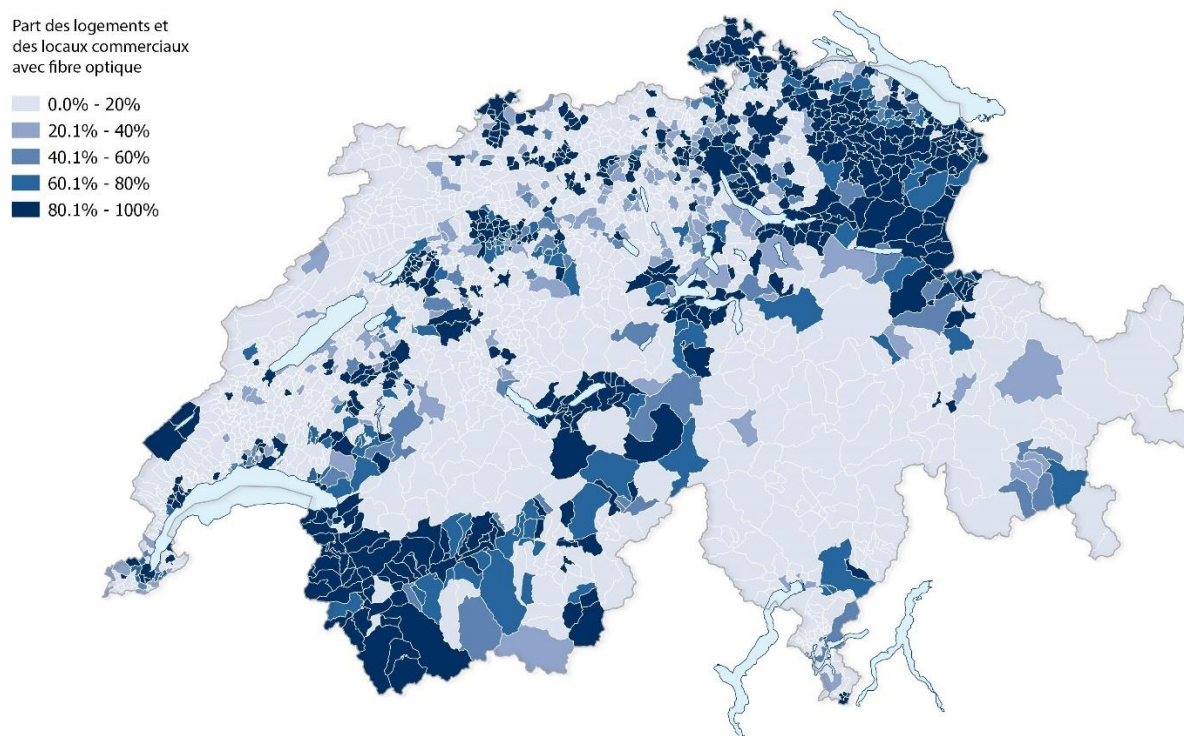 Part des logements et
des locaux commerciaux
avec fibre optique
0.0% - 20%
20.1% - 40%
40.1% - 60%
60.1% - 80%
80.1% - 100%